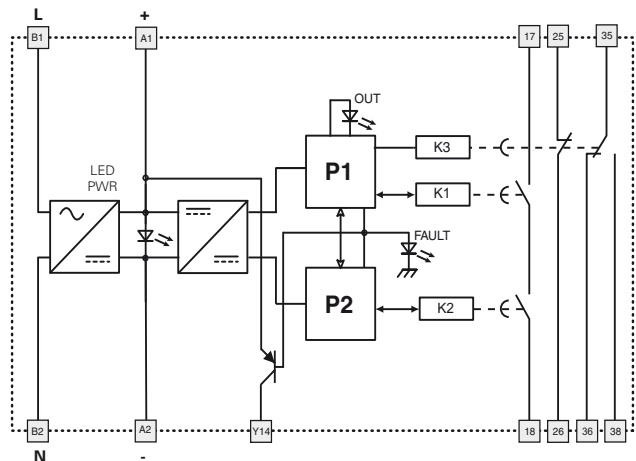 L +
B1 A1 17 25 35
OUT
K3
LED
PWR
P1
K1
FAULT
P2
K2
B2 A2 Y14 18 26 36 38
N -